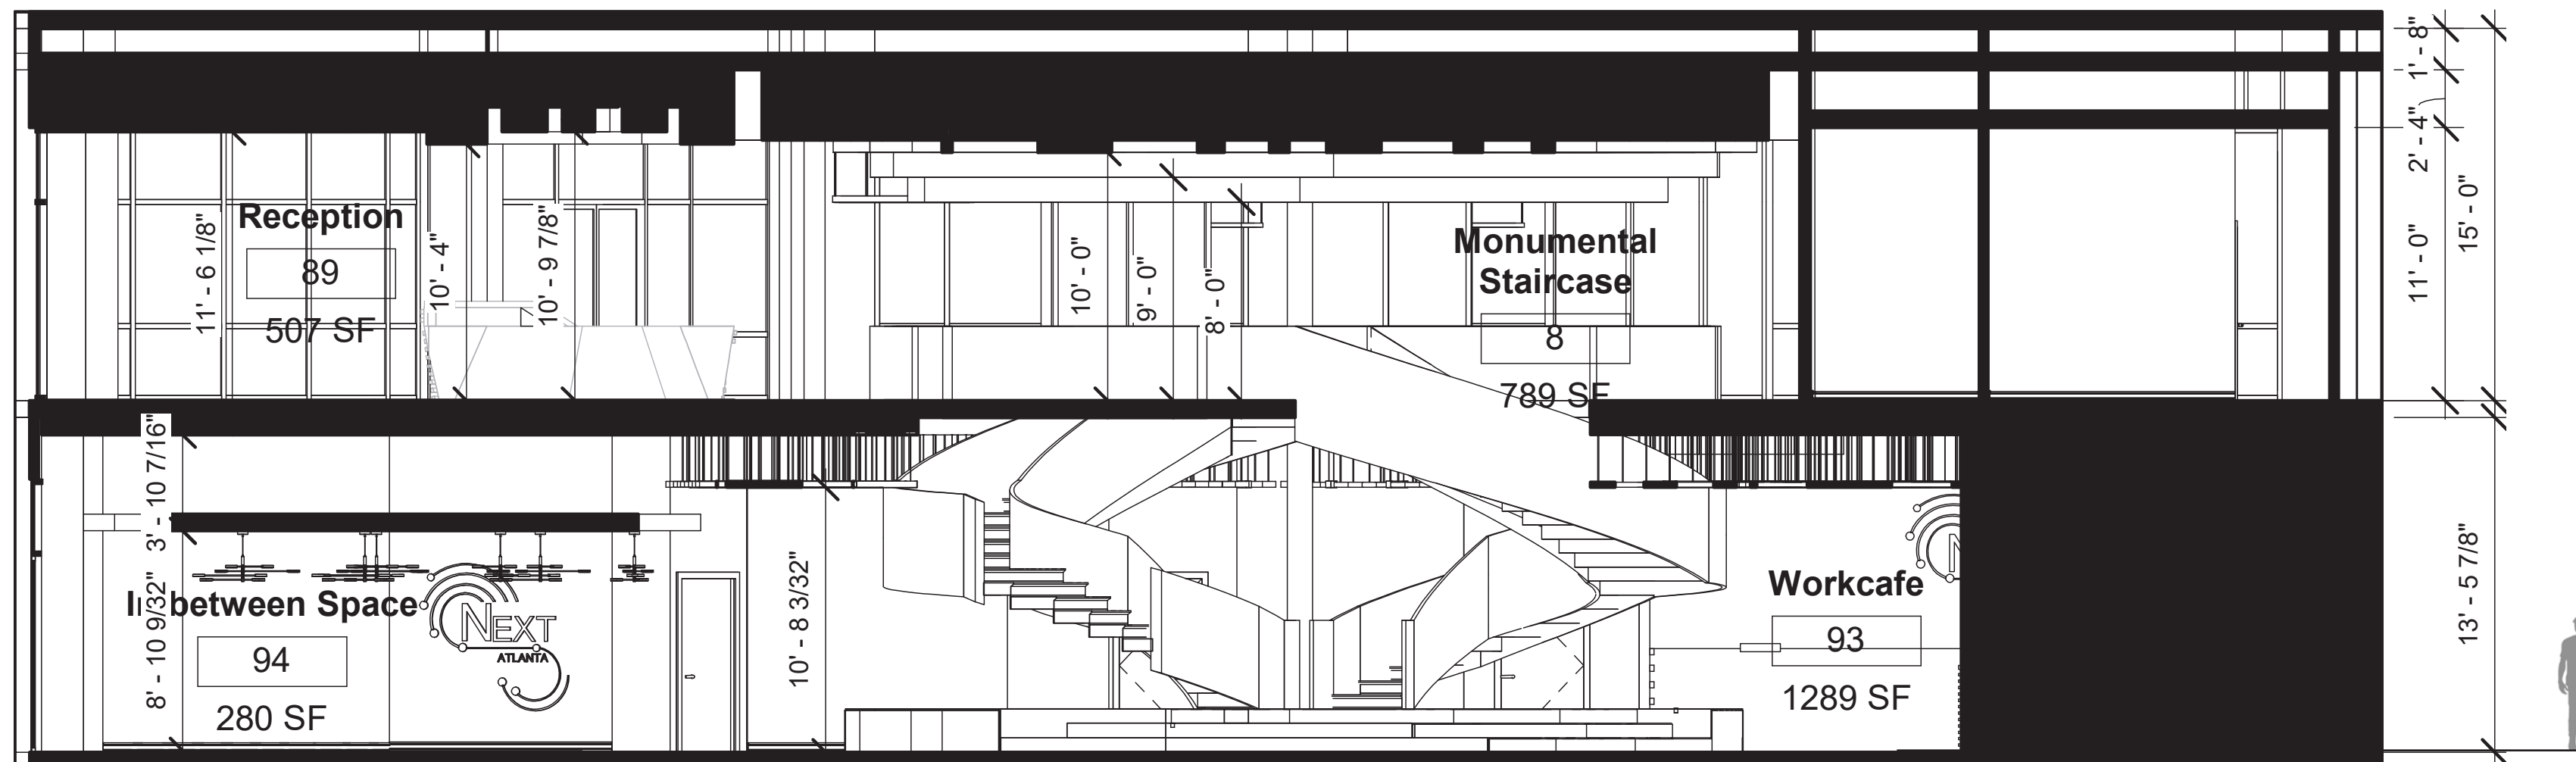 1' - 8"
2' - 4"
11' - 0"
15' - 0"
Reception
89
507 SF
11' - 6 1/8"
10' - 4"
10' - 9 7/8"
10' - 0"
9' - 0"
8' - 0"
Monumental
Staircase
8
789 SF
3' - 10 7/16"
8' - 10 9/32"
between Space
94
280 SF
NEXT
ATLANTA
10' - 8 3/32"
Workcafe
93
1289 SF
N
13' - 5 7/8"